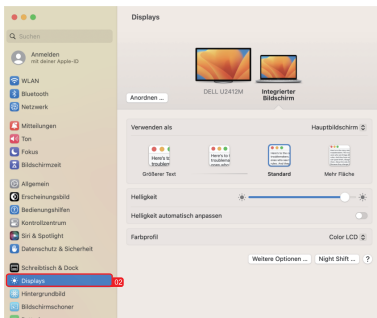 Displays
Suchen
Anmelden
mit deiner Apple-ID
WLAN
Bluetooth
Netzwerk
Mitteilungen
Ton
Fokus
Bildschirmzeit
Allgemein
Erscheinungsbild
Bedienungshilfen
Kontrollzentrum
Siri & Spotlight
Datenschutz & Sicherheit
Schreibtisch & Dock
Displays
02
Hintergrundbild
Bildschirmschoner
Anordnen ...
DELL U2412M
Integrierter
Bildschirm
Verwenden als
Hauptbildschirm
Größerer Text
Standard
Mehr Fläche
Helligkeit
Helligkeit automatisch anpassen
Farbprofil
Color LCD
Weitere Optionen ...
Night Shift ...
?